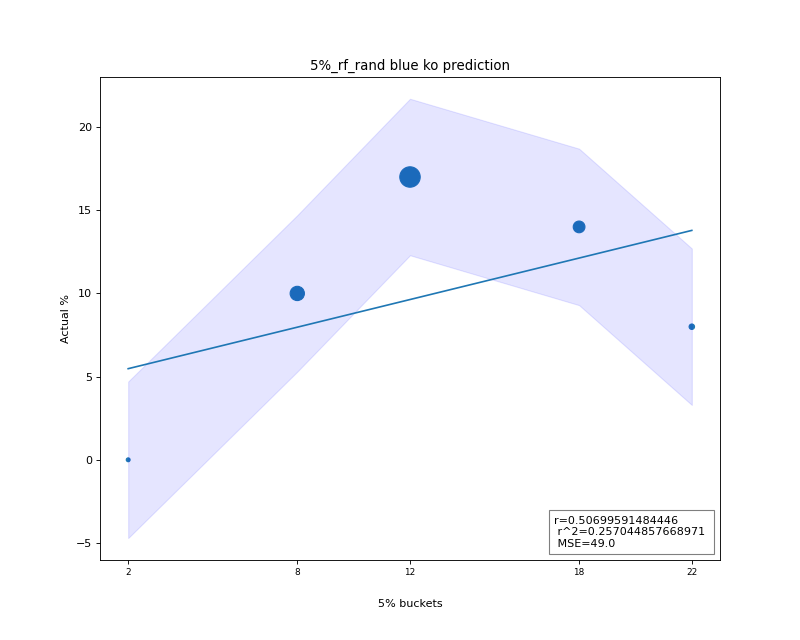 5%_rf_rand blue ko prediction
Actual %
20
15
10
5
0
−5
2 8 12 18 22
5% buckets
r=0.50699591484446
r^2=0.257044857668971
MSE=49.0